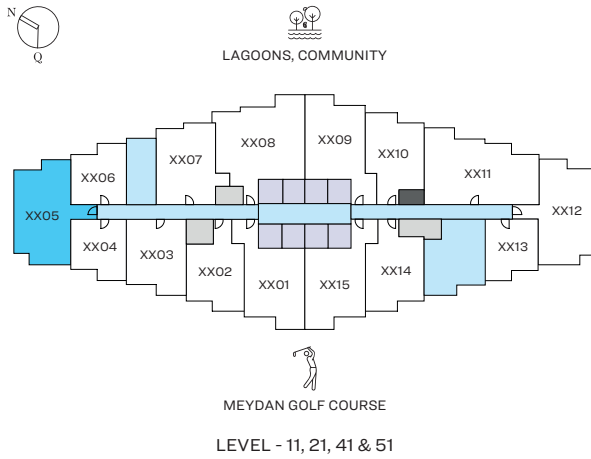 N
Q
LAGOONS, COMMUNITY
XX08
XX09
XX07
XX10
XX06
XX11
XX05
XX12
XX04
XX03
XX02
XX01
XX15
XX14
XX13
MEYDAN GOLF COURSE
LEVEL - 11, 21, 41 & 51